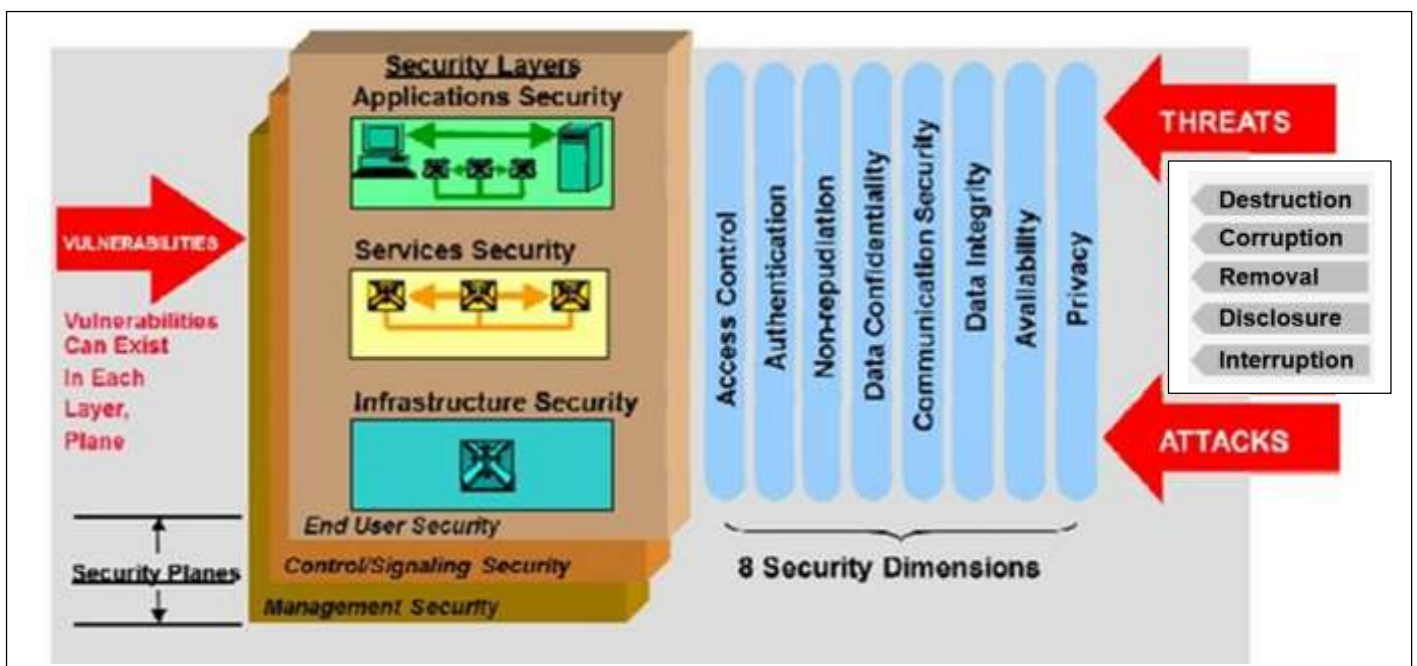 Security Layers
Applications Security
Services Security
Infrastructure Security
End User Security
Control/Signaling Security
Management Security
VULNERABILITIES
Vulnerabilities
Can Exist
In Each
Layer,
Plane
Security Planes
Access Control
Authentication
Non-repudiation
Data Confidentiality
Communication Security
Data Integrity
Availability
Privacy
8 Security Dimensions
THREATS
Destruction
Corruption
Removal
Disclosure
Interruption
ATTACKS